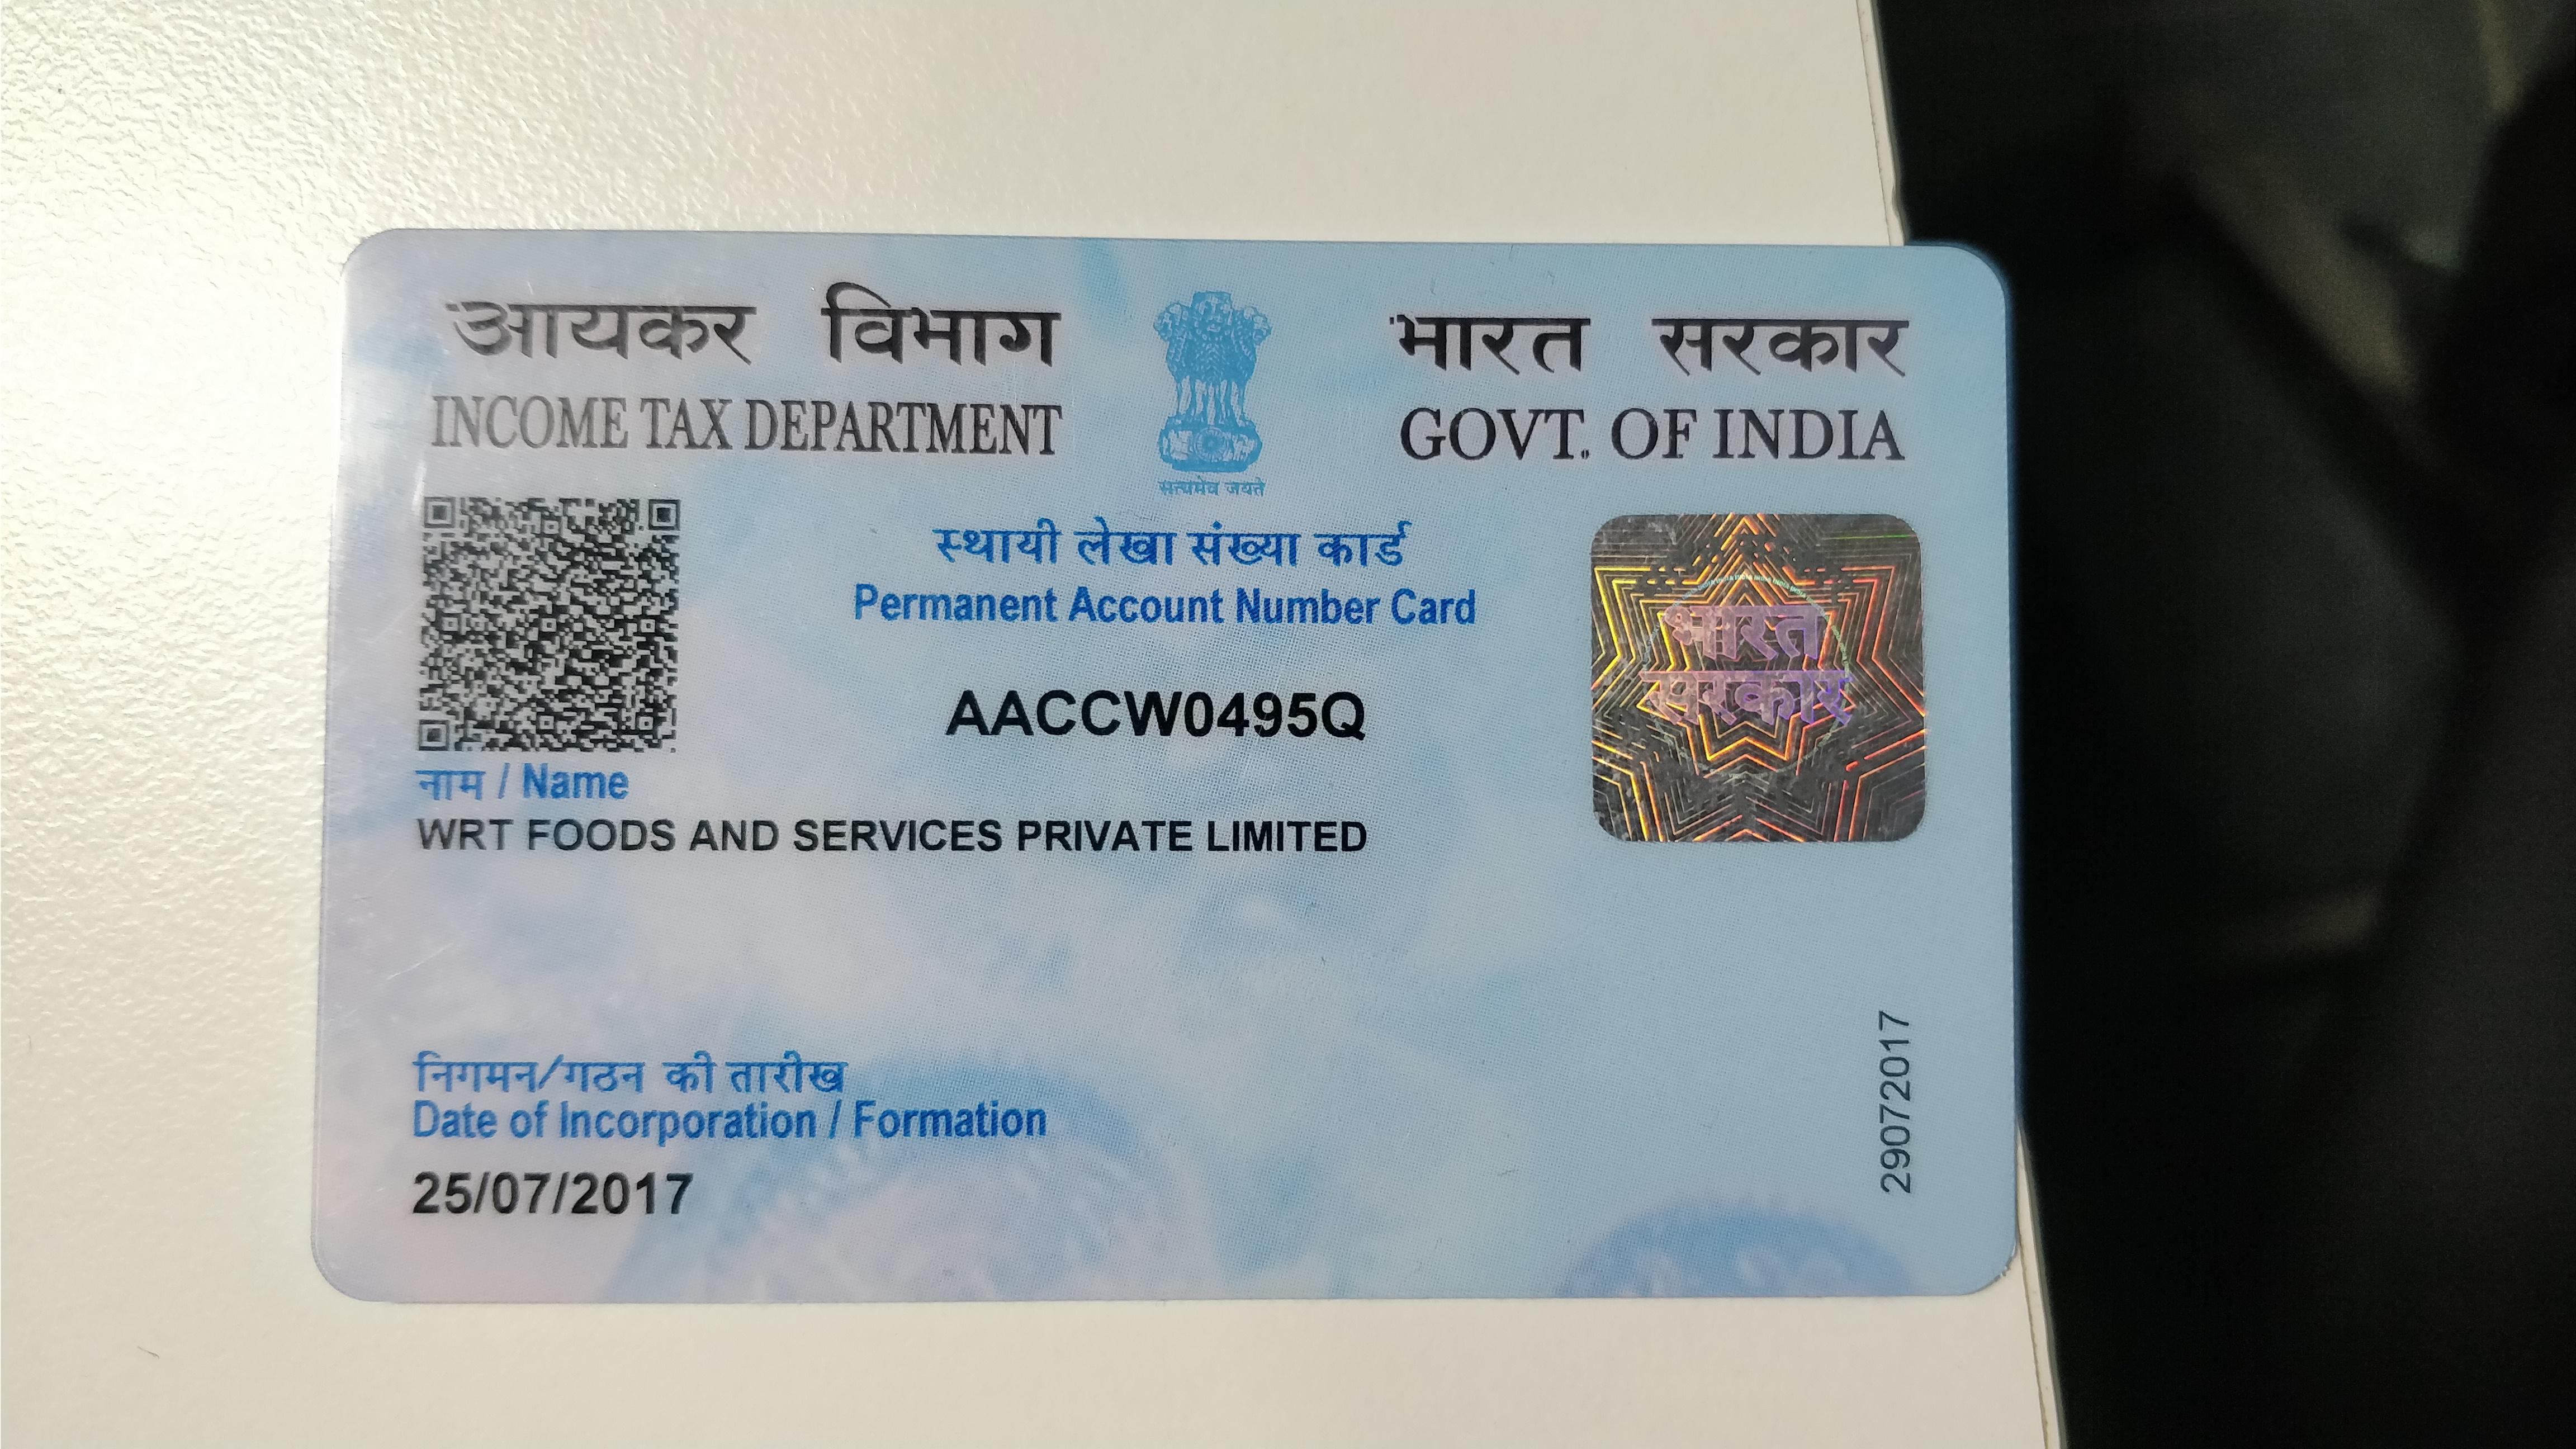 आयकर विभाग
INCOME TAX DEPARTMENT
सत्यमेव जयते
भारत सरकार
GOVT. OF INDIA
स्थायी लेखा संख्या कार्ड
Permanent Account Number Card
AACCW0495Q
भारत
सरकार
नाम / Name
WRT FOODS AND SERVICES PRIVATE LIMITED
निगमन/गठन की तारीख
Date of Incorporation / Formation
25/07/2017
29072017